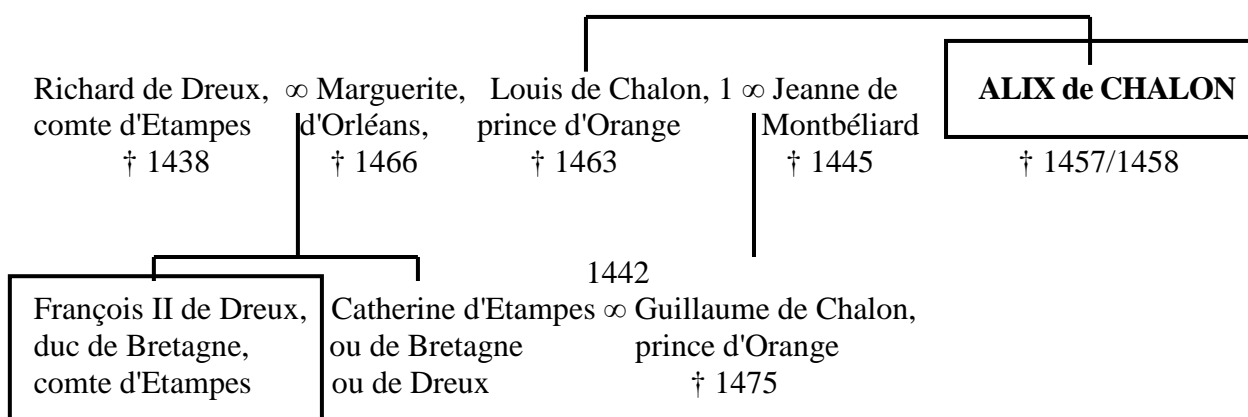 Richard de Dreux, ∞ Marguerite, Louis de Chalon, 1 ∞ Jeanne de ALIX de CHALON
comte d'Etampes d'Orléans, prince d'Orange Montbéliard
† 1438 † 1466 † 1463 † 1445 † 1457/1458
1442
François II de Dreux, Catherine d'Etampes ∞ Guillaume de Chalon,
duc de Bretagne, ou de Bretagne prince d'Orange
comte d'Etampes ou de Dreux † 1475